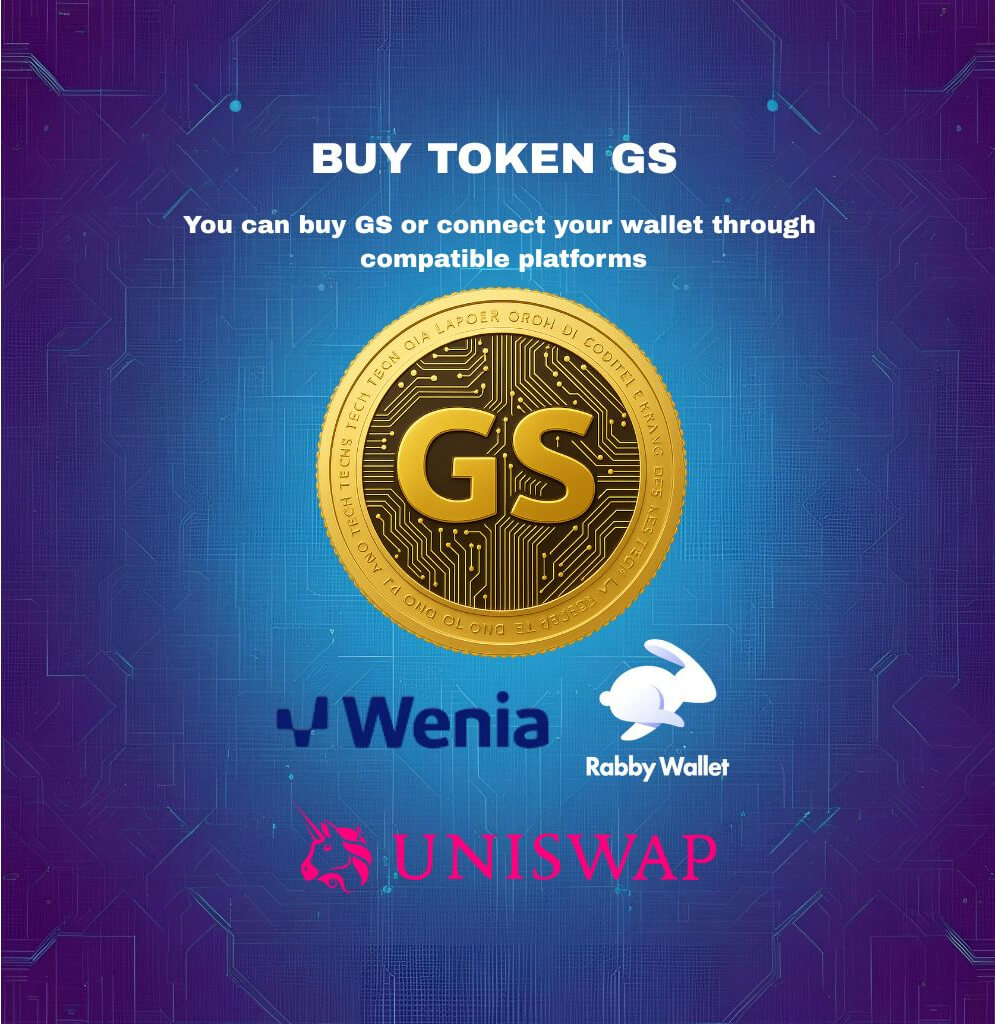 BUY TOKEN GS
You can buy GS or connect your wallet through
compatible platforms
GS
Wenia
Rabby Wallet
UNISWAP